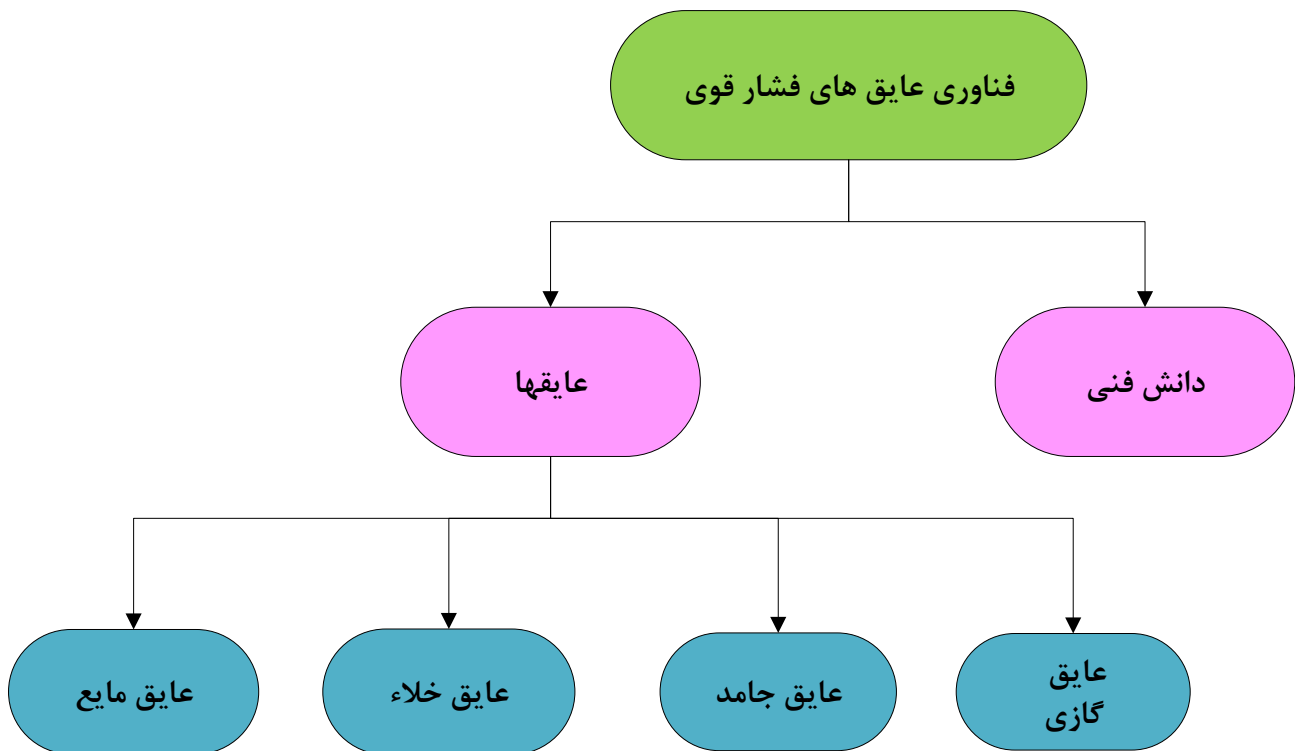 فناوری عایق های فشار قوی
دانش فنی
عایقها
عایق
گازی
عایق جامد
عایق خلاء
عایق مایع